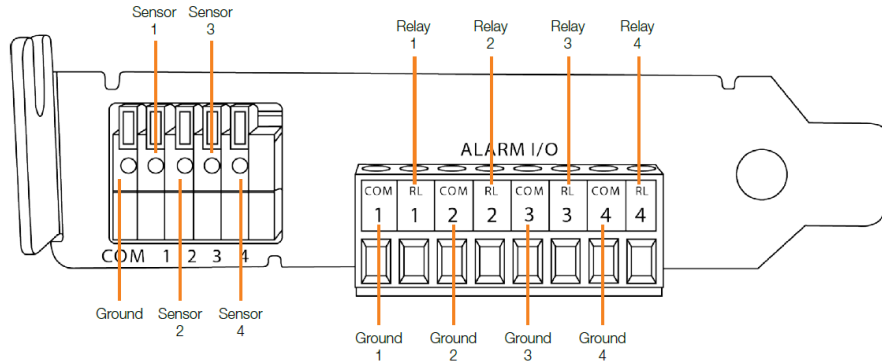 Sensor
1
Sensor
3
Relay
1
Relay
2
Relay
3
Relay
4
ALARM I/O
COM RL COM RL COM RL COM RL
1 1 2 2 3 3 4 4
COM 1 2 3 4
Ground
Sensor
2
Sensor
4
Ground
1
Ground
2
Ground
3
Ground
4